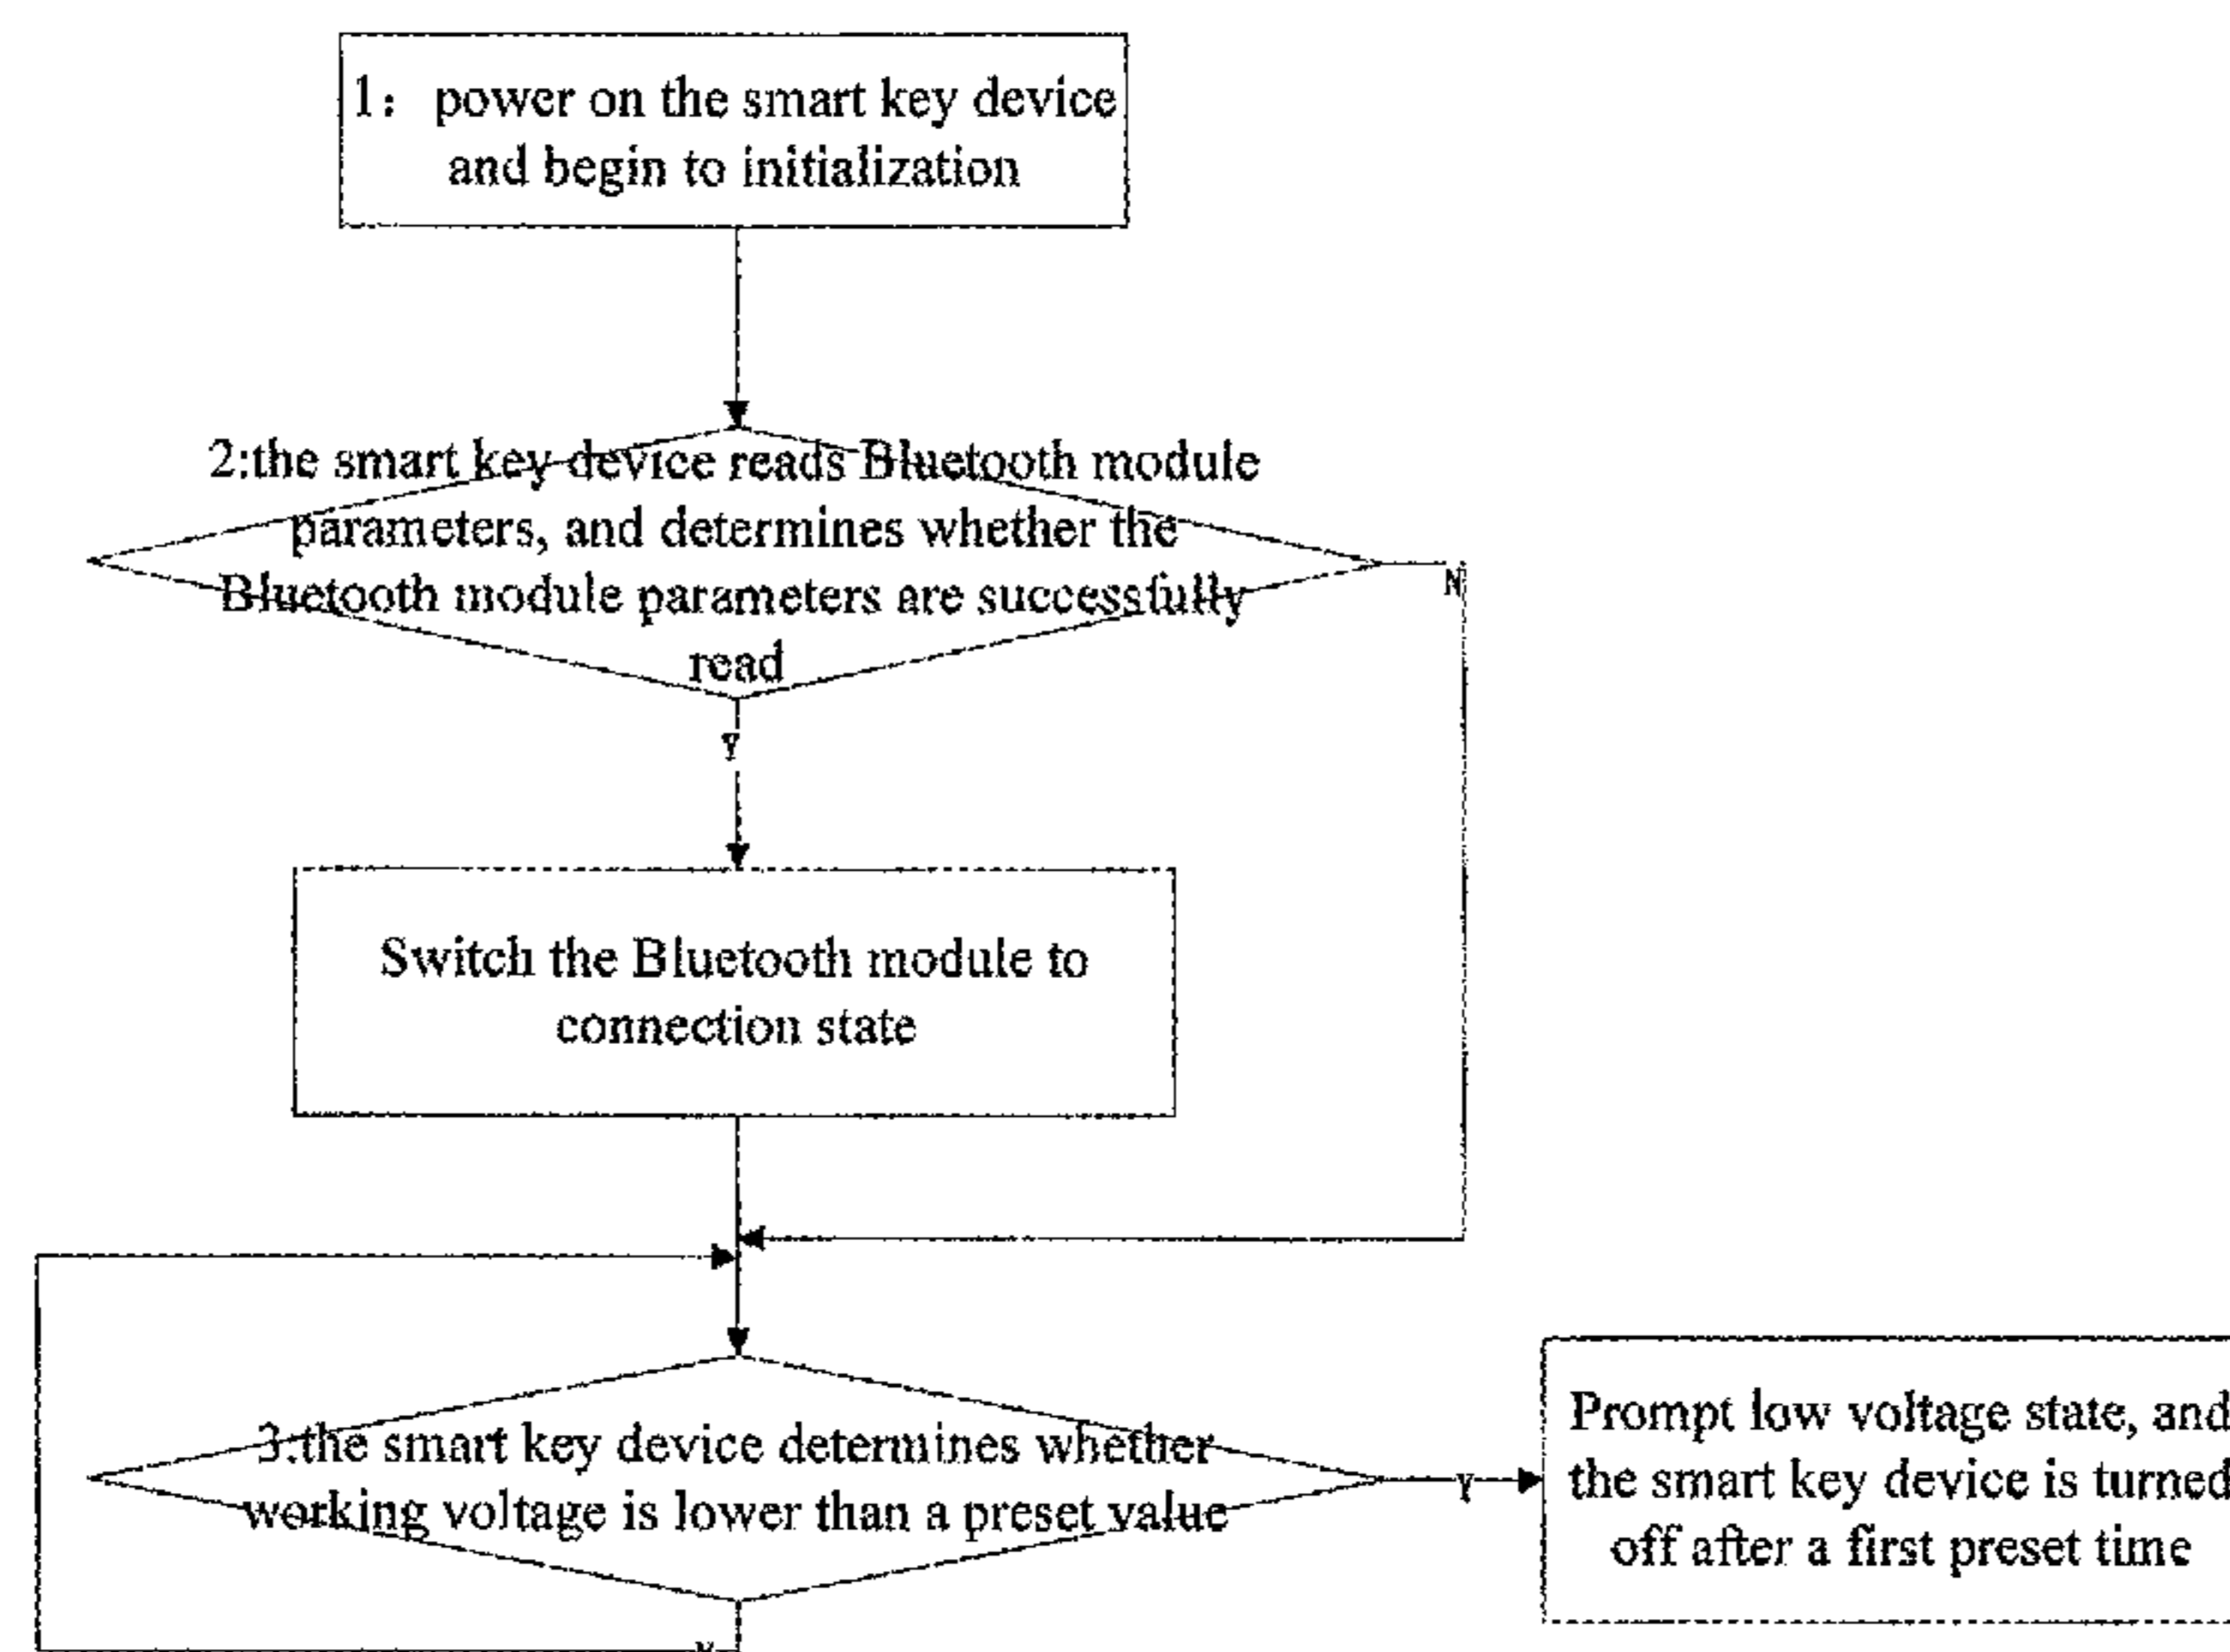 1：power on the smart key device
and begin to initialization
2:the smart key device reads Bluetooth module
parameters, and determines whether the
Bluetooth module parameters are successfully
read
N
Y
Switch the Bluetooth module to
connection state
3:the smart key device determines whether
working voltage is lower than a preset value
Y
Prompt low voltage state, and
the smart key device is turned
off after a first preset time